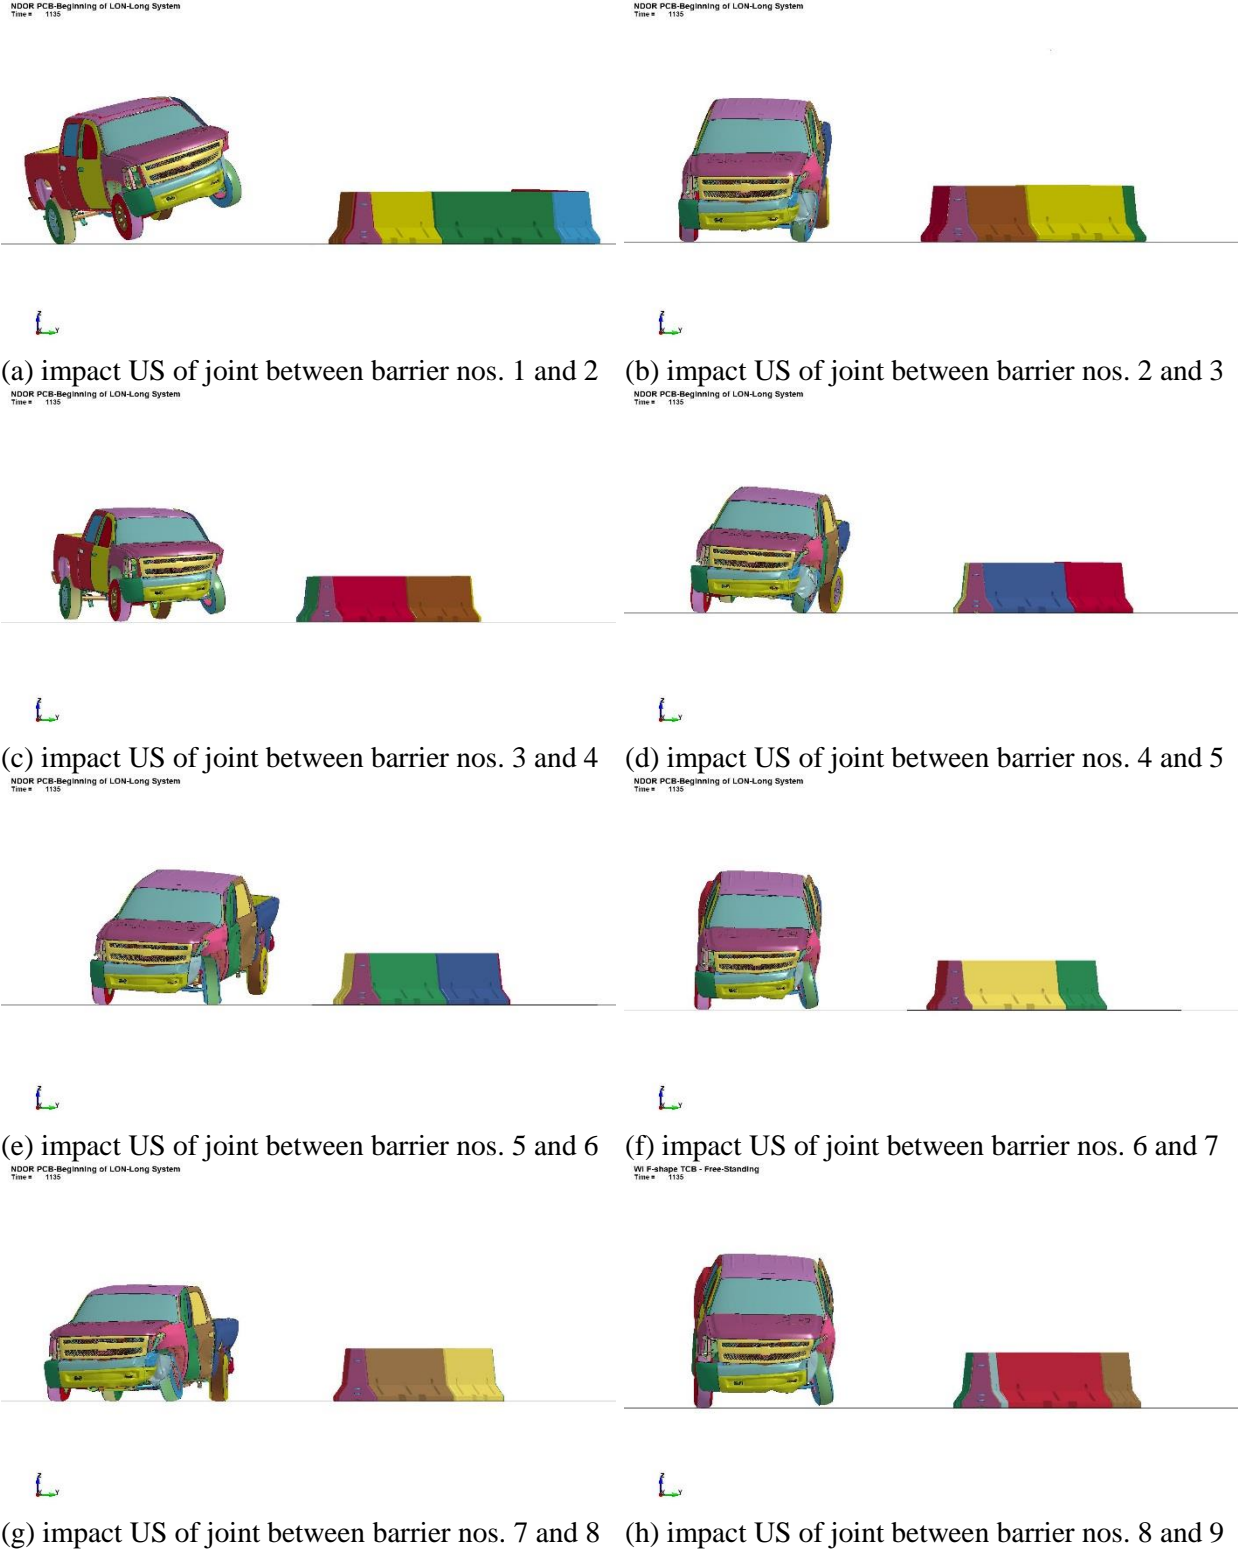 NDOR PCB-Beginning of LON-Long System
Time = 1135
NDOR PCB-Beginning of LON-Long System
Time = 1135
Z
Y
Z
Y
(a) impact US of joint between barrier nos. 1 and 2
(b) impact US of joint between barrier nos. 2 and 3
NDOR PCB-Beginning of LON-Long System
Time = 1135
NDOR PCB-Beginning of LON-Long System
Time = 1135
Z
Y
Z
Y
(c) impact US of joint between barrier nos. 3 and 4
(d) impact US of joint between barrier nos. 4 and 5
NDOR PCB-Beginning of LON-Long System
Time = 1135
NDOR PCB-Beginning of LON-Long System
Time = 1135
Z
Y
Z
Y
(e) impact US of joint between barrier nos. 5 and 6
(f) impact US of joint between barrier nos. 6 and 7
NDOR PCB-Beginning of LON-Long System
Time = 1135
WI F-shape TCB - Free-Standing
Time = 1135
Z
Y
Z
Y
(g) impact US of joint between barrier nos. 7 and 8
(h) impact US of joint between barrier nos. 8 and 9